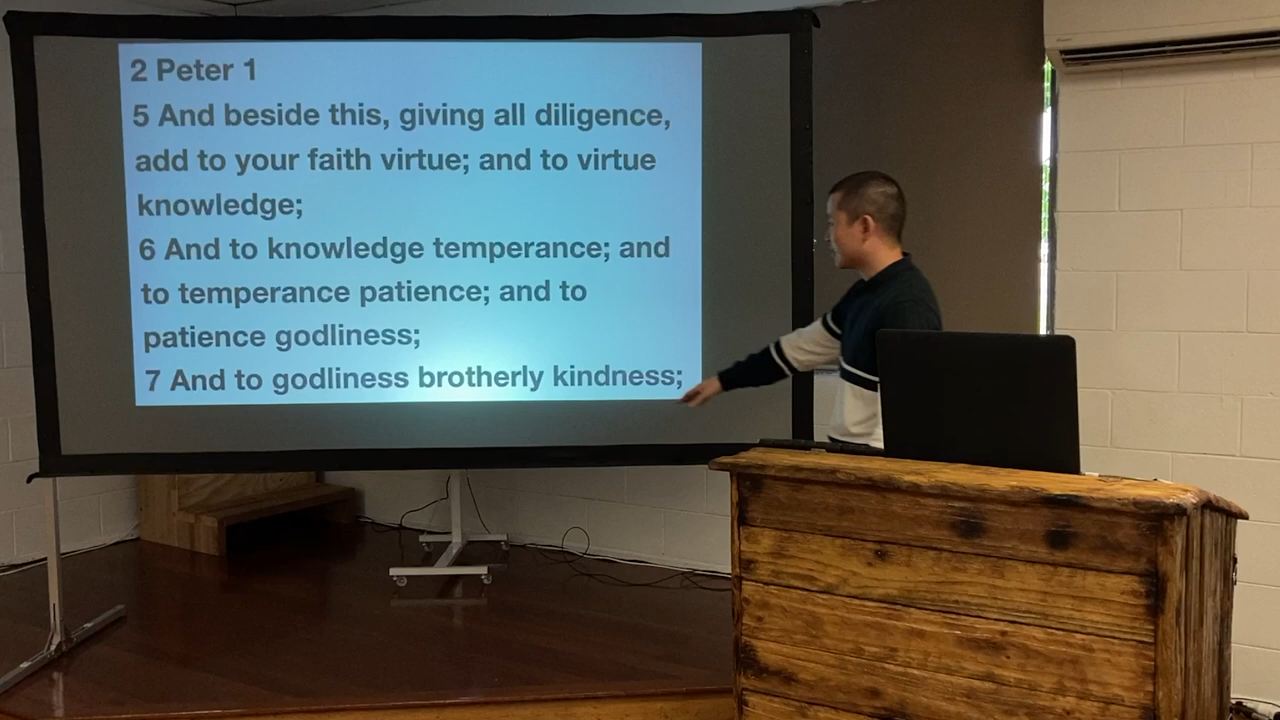 2 Peter 1
5 And beside this, giving all diligence,
add to your faith virtue; and to virtue
knowledge;
6 And to knowledge temperance; and
to temperance patience; and to
patience godliness;
7 And to godliness brotherly kindness;